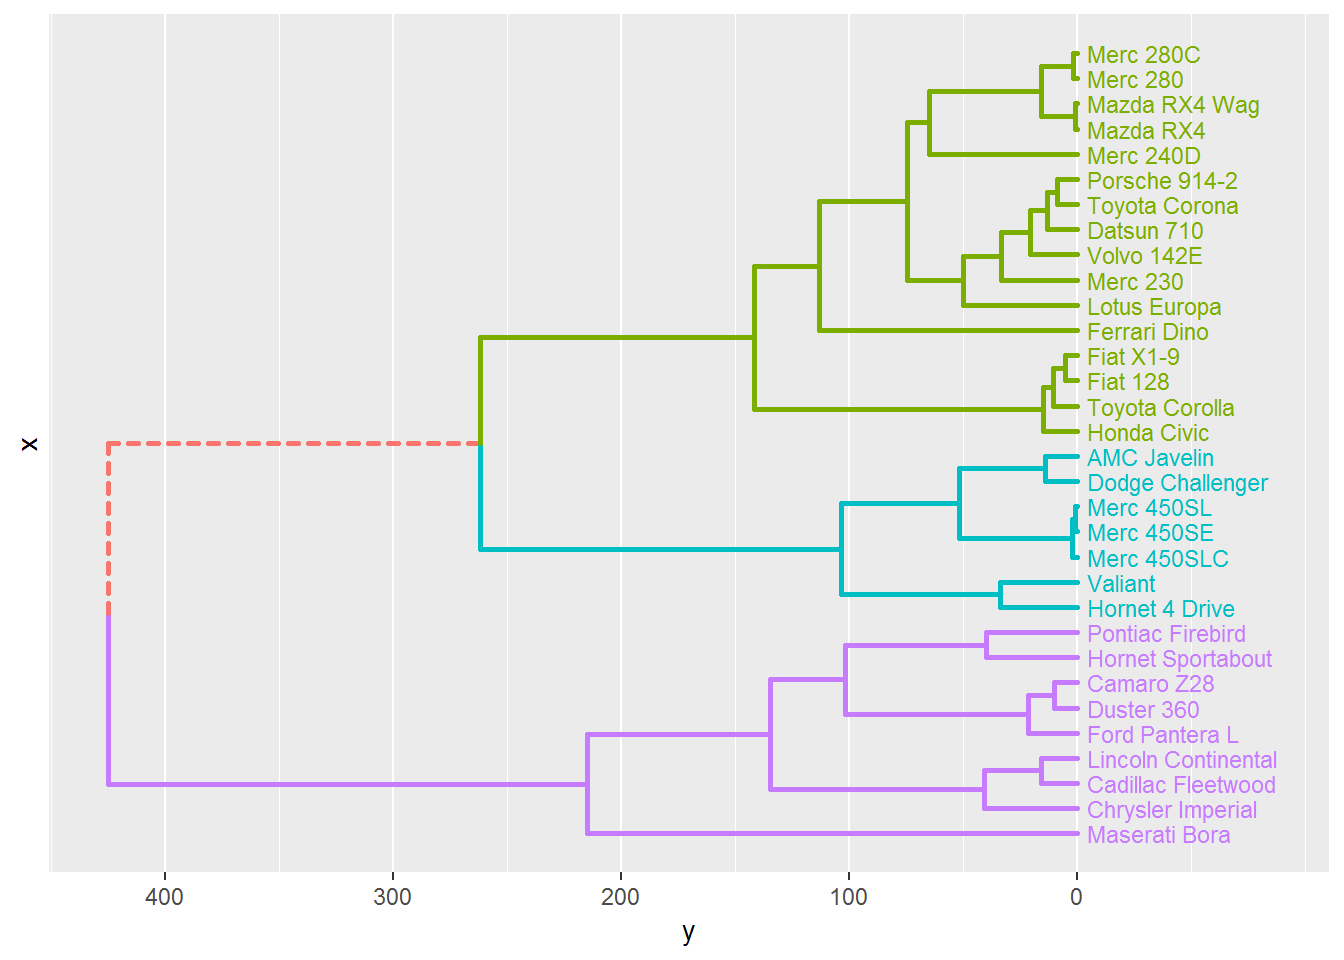 Merc 280C
Merc 280
Mazda RX4 Wag
Mazda RX4
Merc 240D
Porsche 914-2
Toyota Corona
Datsun 710
Volvo 142E
Merc 230
Lotus Europa
Ferrari Dino
Fiat X1-9
Fiat 128
Toyota Corolla
Honda Civic
AMC Javelin
Dodge Challenger
Merc 450SL
Merc 450SE
Merc 450SLC
Valiant
Hornet 4 Drive
Pontiac Firebird
Hornet Sportabout
Camaro Z28
Duster 360
Ford Pantera L
Lincoln Continental
Cadillac Fleetwood
Chrysler Imperial
Maserati Bora
x
400 300 200 100 0
y